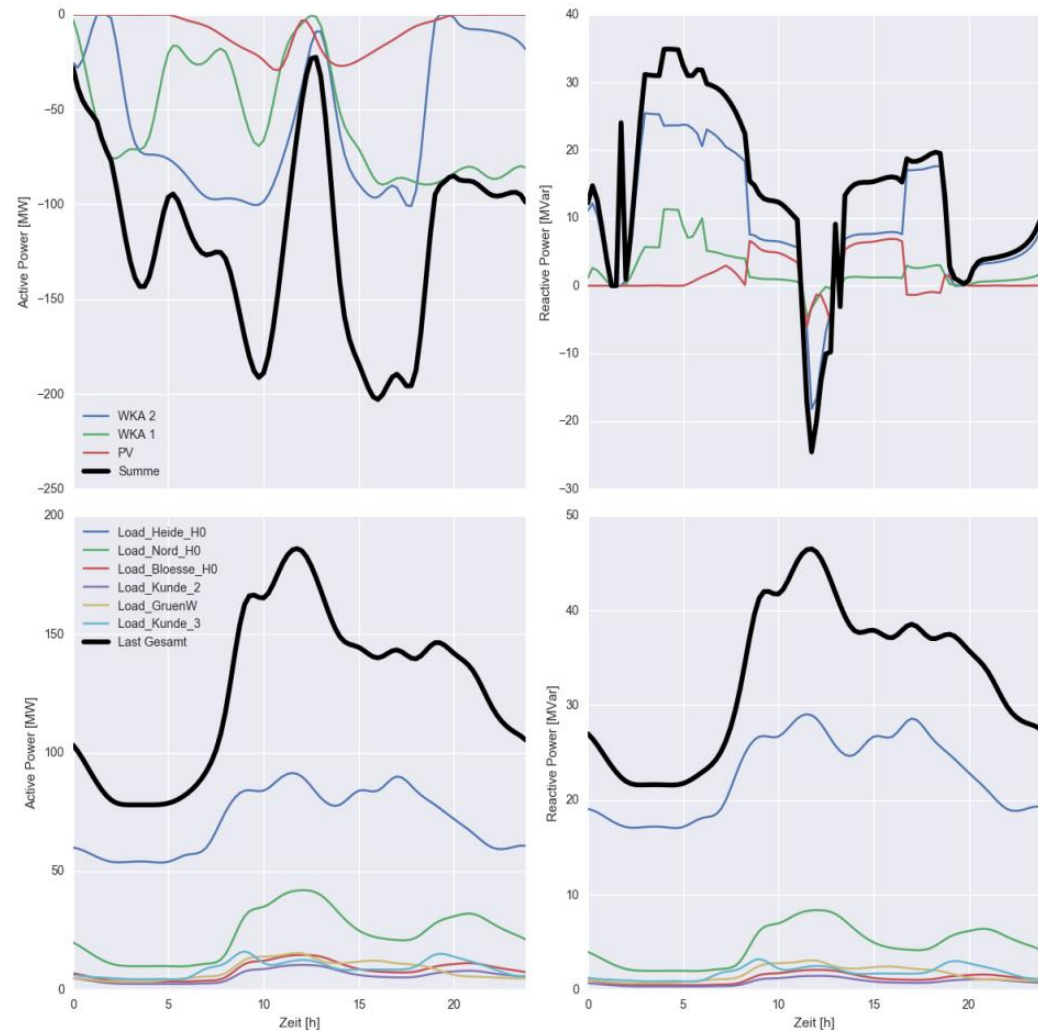 0
−50
−100
−150
−200
−250
Active Power [MW]
WKA 2
WKA 1
PV
Summe
40
30
20
10
0
−10
−20
−30
Reactive Power [MVar]
200
150
100
50
0
Active Power [MW]
Load_Heide_H0
Load_Nord_H0
Load_Bloesse_H0
Load_Kunde_2
Load_GruenW
Load_Kunde_3
Last Gesamt
0 5 10 15 20
Zeit [h]
50
40
30
20
10
0
Reactive Power [MVar]
0 5 10 15 20
Zeit [h]